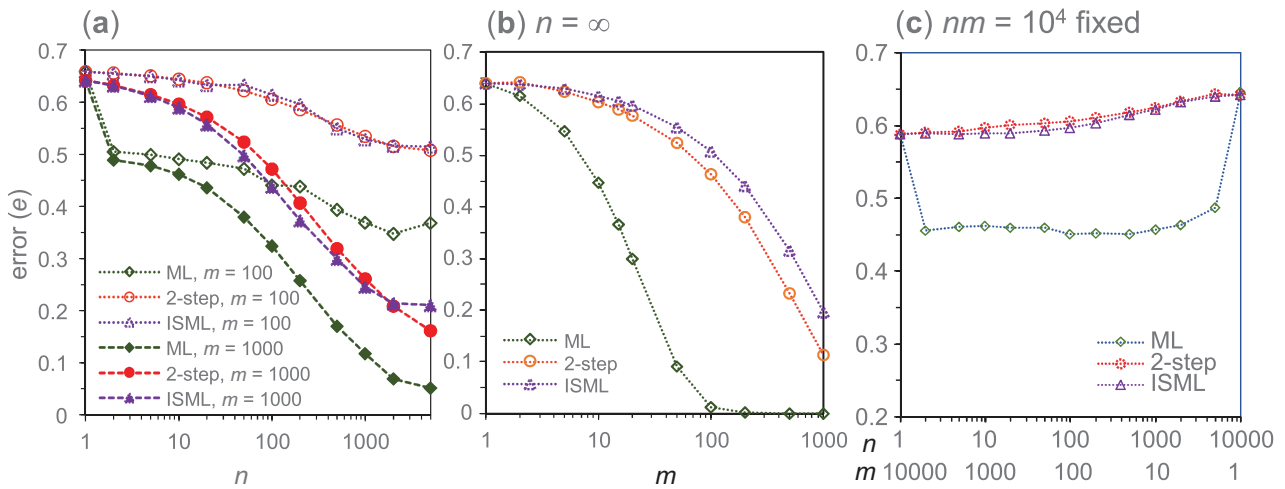 (a)
error (e)
0.7
0.6
0.5
0.4
0.3
0.2
0.1
0
ML, m = 100
2-step, m = 100
ISML, m = 100
ML, m = 1000
2-step, m = 1000
ISML, m = 1000
1 10 100 1000
n
(b) n = ∞
0.7
0.6
0.5
0.4
0.3
0.2
0.1
0
ML
2-step
ISML
1 10 100 1000
m
(c) nm = 10⁴ fixed
0.7
0.6
0.5
0.4
0.3
0.2
ML
2-step
ISML
1 10 100 1000 10000
n
m 10000 1000 100 10 1